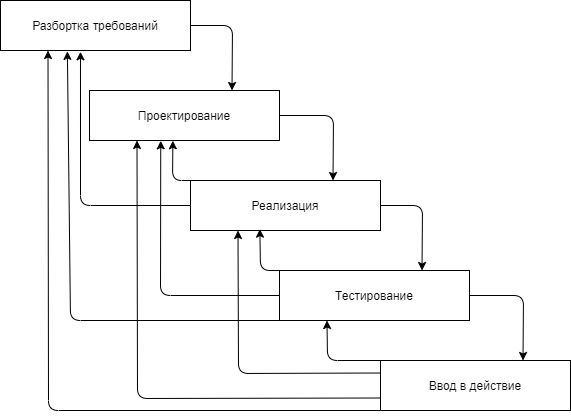 Разбортка требований
Проектирование
Реализация
Тестирование
Ввод в действие